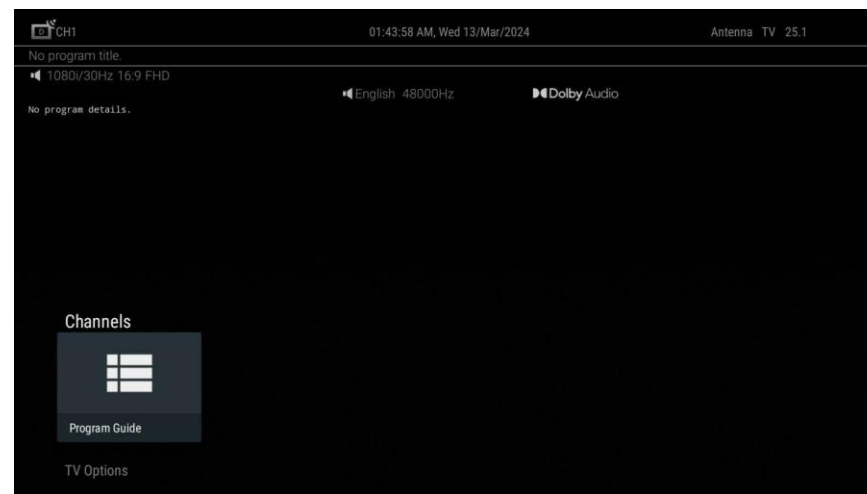 CH1 01:43:58 AM, Wed 13/Mar/2024 Antenna TV 25.1
No program title.
1080i/30Hz 16:9 FHD
English 48000Hz Dolby Audio
No program details.
Channels
Program Guide
TV Options